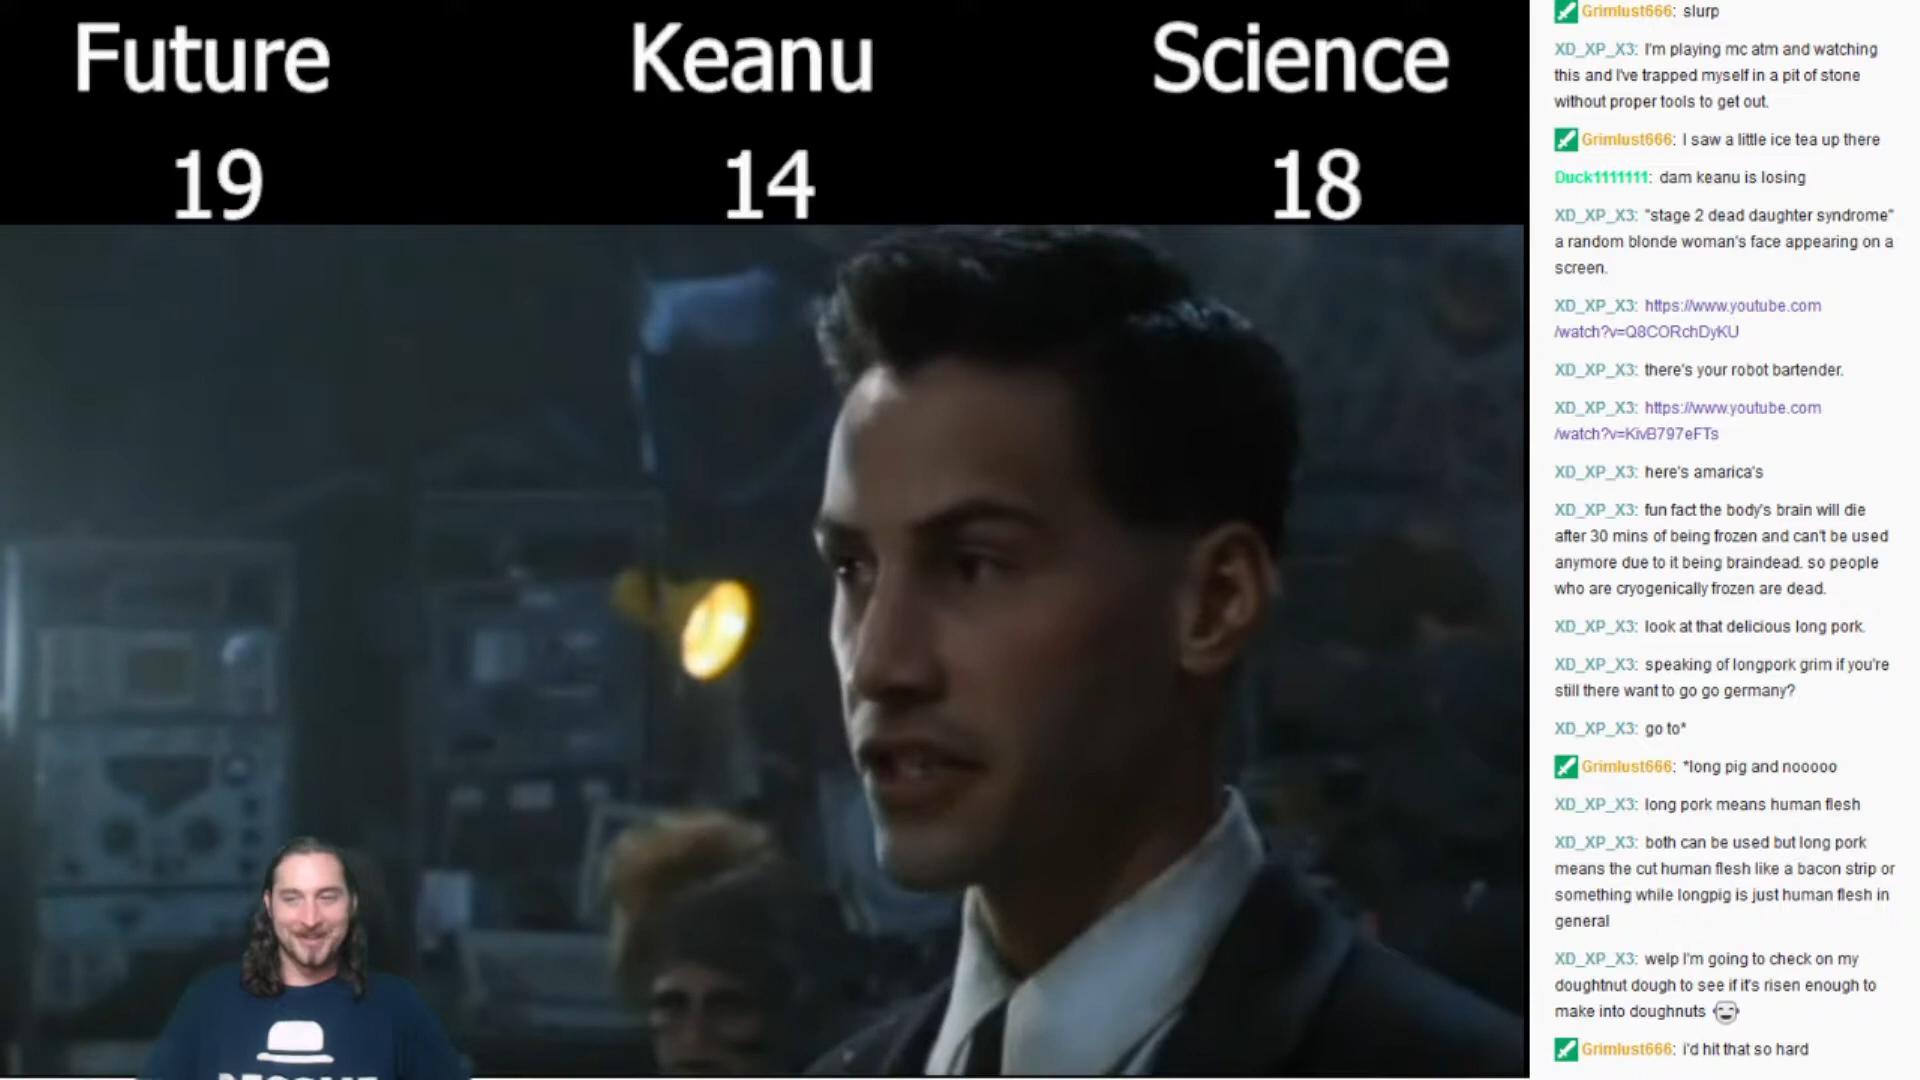 Future
Keanu
Science
19
14
18
Grimlust666: slurp
XD_XP_X3: I'm playing mc atm and watching
this and I've trapped myself in a pit of stone
without proper tools to get out.
Grimlust666: I saw a little ice tea up there
Duck1111111: dam keanu is losing
XD_XP_X3: "stage 2 dead daughter syndrome"
a random blonde woman's face appearing on a
screen.
XD_XP_X3: https://www.youtube.com
/watch?v=Q8CORchDyKU
XD_XP_X3: there's your robot bartender.
XD_XP_X3: https://www.youtube.com
/watch?v=KivB797eFTs
XD_XP_X3: here's amarica's
XD_XP_X3: fun fact the body's brain will die
after 30 mins of being frozen and can't be used
anymore due to it being braindead. so people
who are cryogenically frozen are dead.
XD_XP_X3: look at that delicious long pork.
XD_XP_X3: speaking of longpork grim if you're
still there want to go go germany?
XD_XP_X3: go to*
Grimlust666: *long pig and nooooo
XD_XP_X3: long pork means human flesh
XD_XP_X3: both can be used but long pork
means the cut human flesh like a bacon strip or
something while longpig is just human flesh in
general
XD_XP_X3: welp I'm going to check on my
doughtnut dough to see if it's risen enough to
make into doughnuts
Grimlust666: i'd hit that so hard